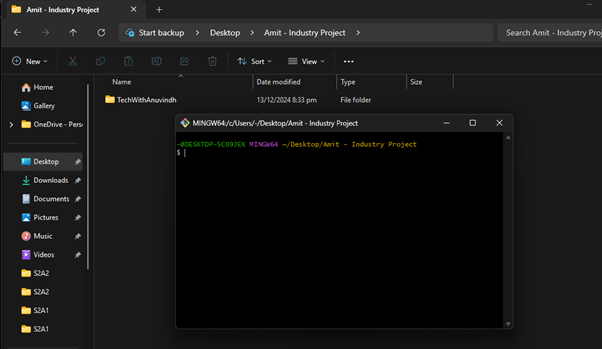 Amit - Industry Project
Start backup > Desktop > Amit - Industry Project >
Search Amit - Industry Proj
New
Sort
View
Name
Date modified
Type
Size
Home
Gallery
OneDrive - Pers
Desktop
Downloads
Documents
Pictures
Music
Videos
S2A2
S2A2
S2A1
S2A1
TechWithAnuvindh
13/12/2024 8:33 pm
File folder
MINGW64:/c/Users/~/Desktop/Amit - Industry Project
~@DESKTOP-5CO93EK MINGW64 ~/Desktop/Amit - Industry Project
$